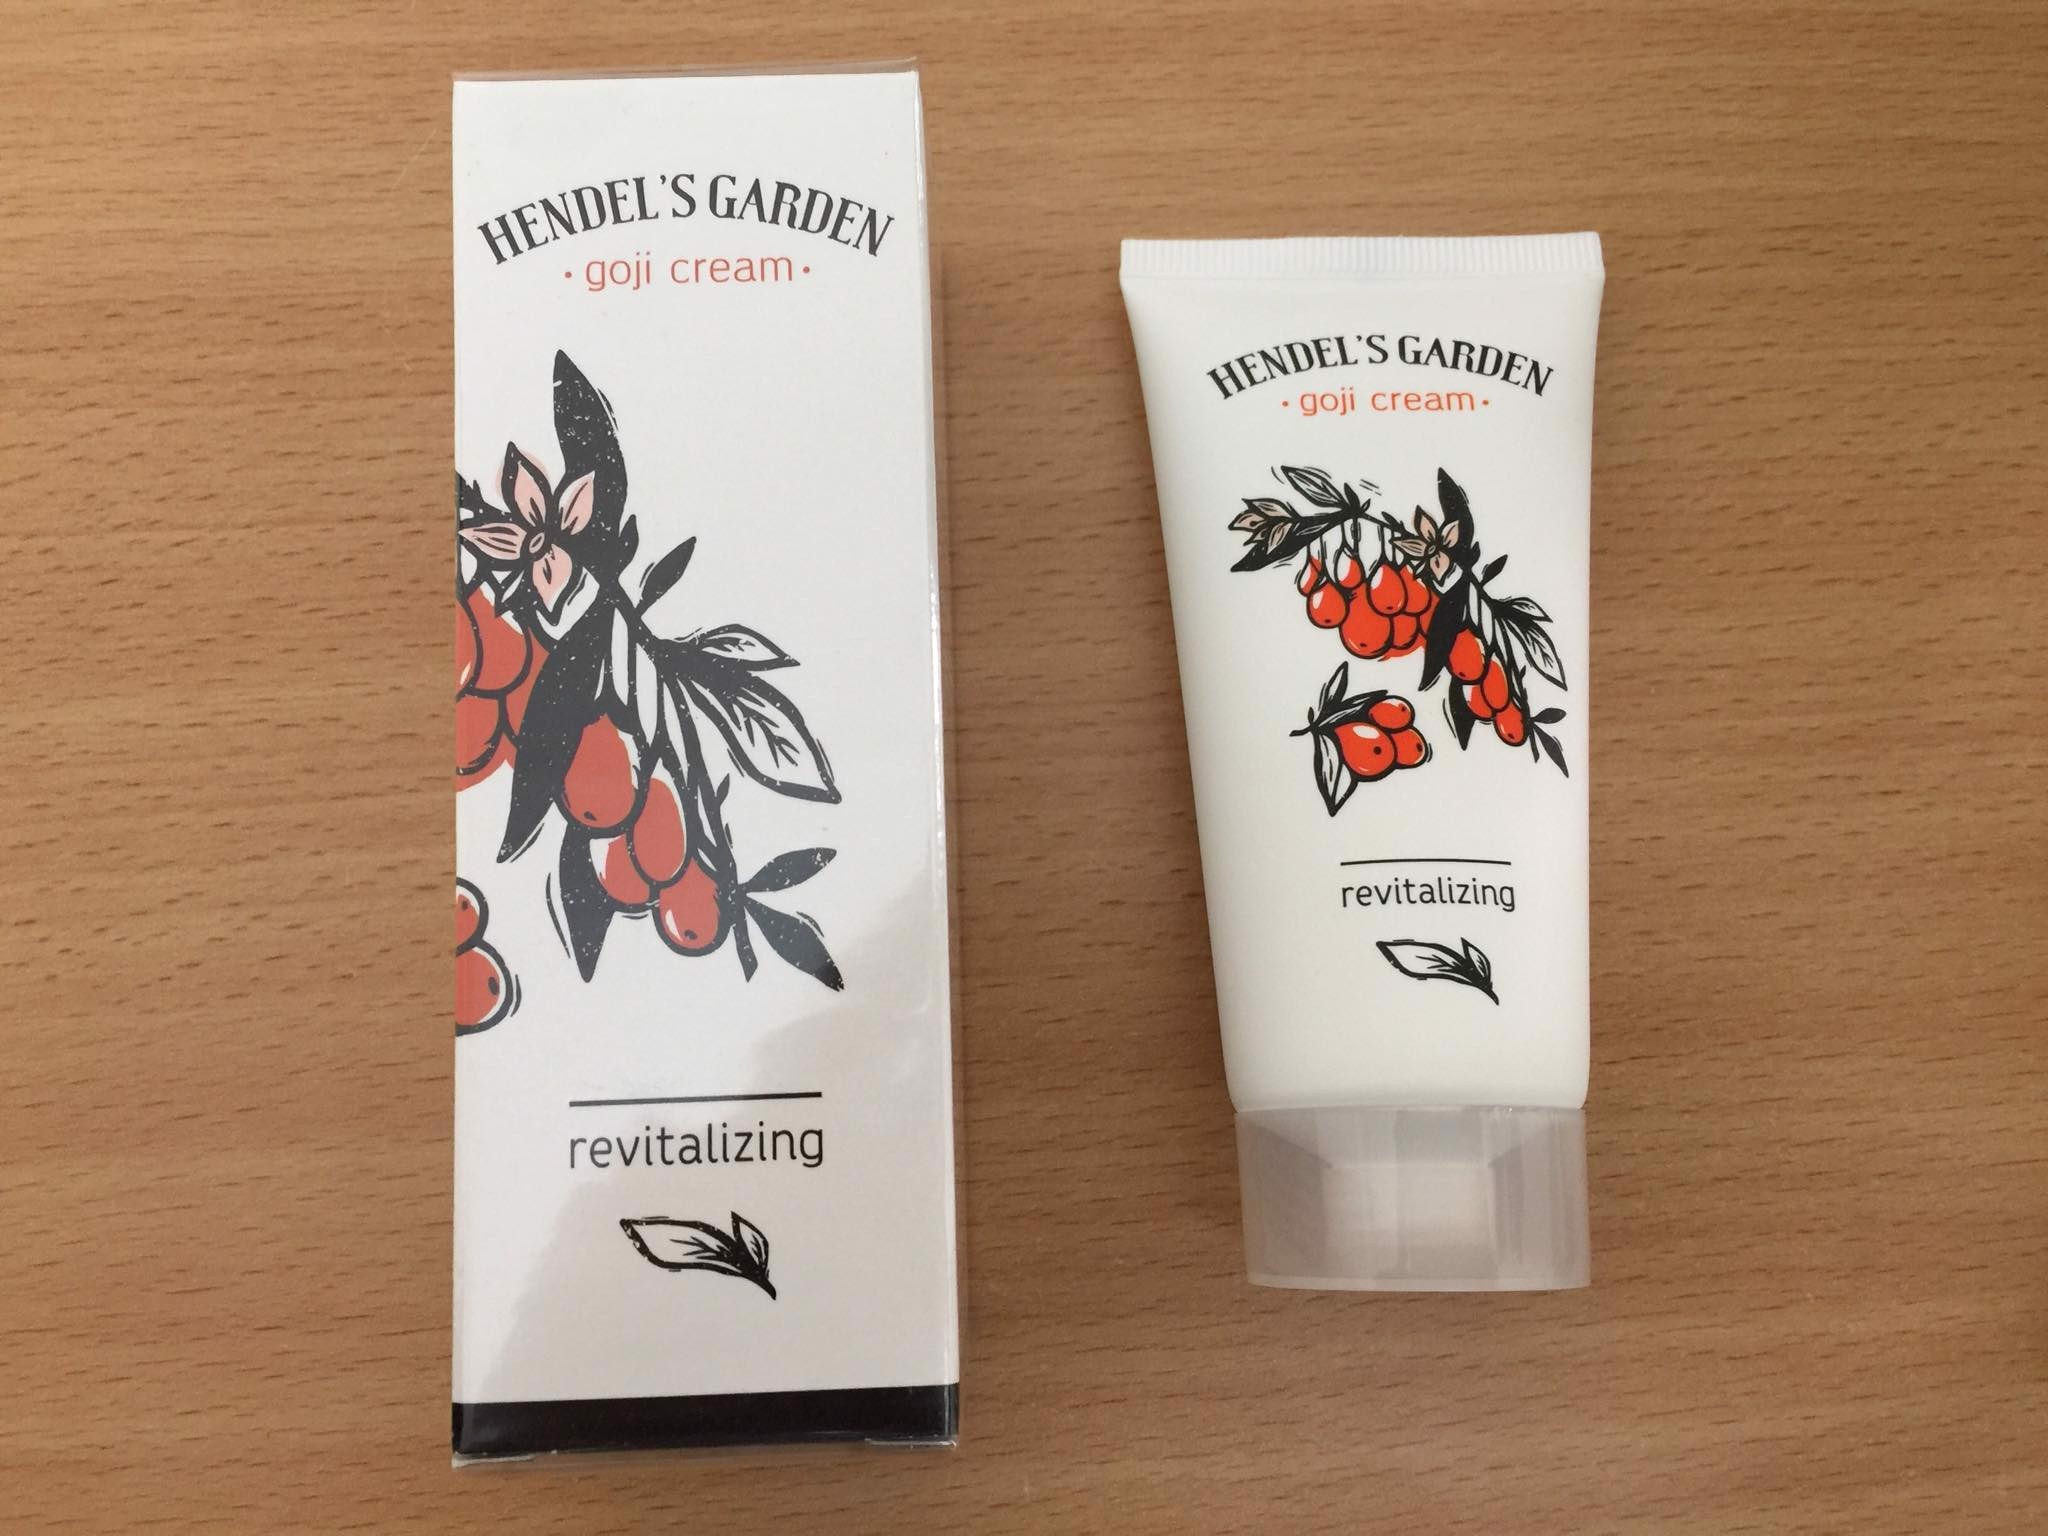 HENDEL'S GARDEN
• goji cream •
revitalizing
HENDEL'S GARDEN
• goji cream •
revitalizing